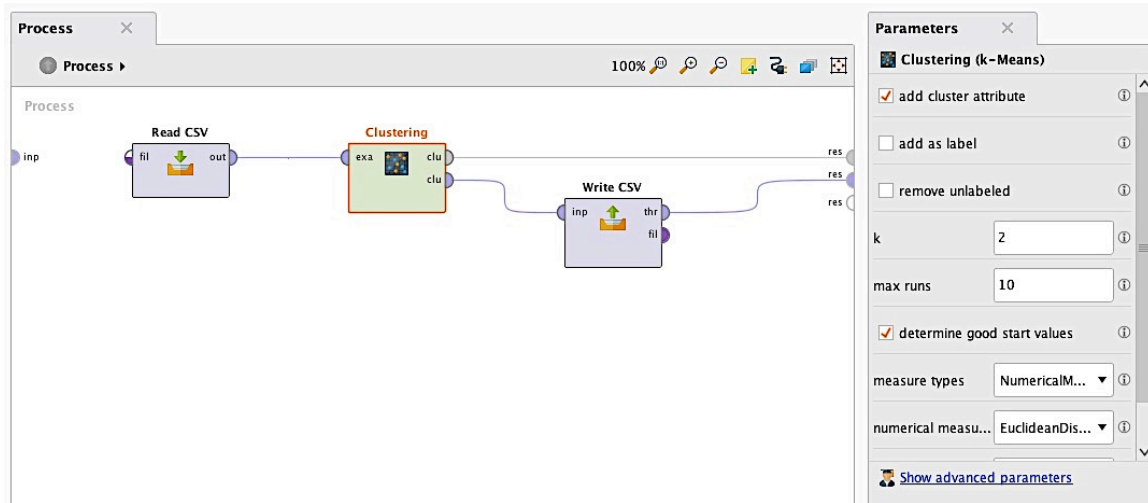 Process
Process
100%
Process
Read CSV
inp
fil
out
Clustering
exa
clu
clu
Write CSV
inp
thr
fil
res
res
res
Parameters
Clustering (k-Means)
add cluster attribute
add as label
remove unlabeled
k
2
max runs
10
determine good start values
measure types
NumericalM...
numerical measu...
EuclideanDis...
Show advanced parameters